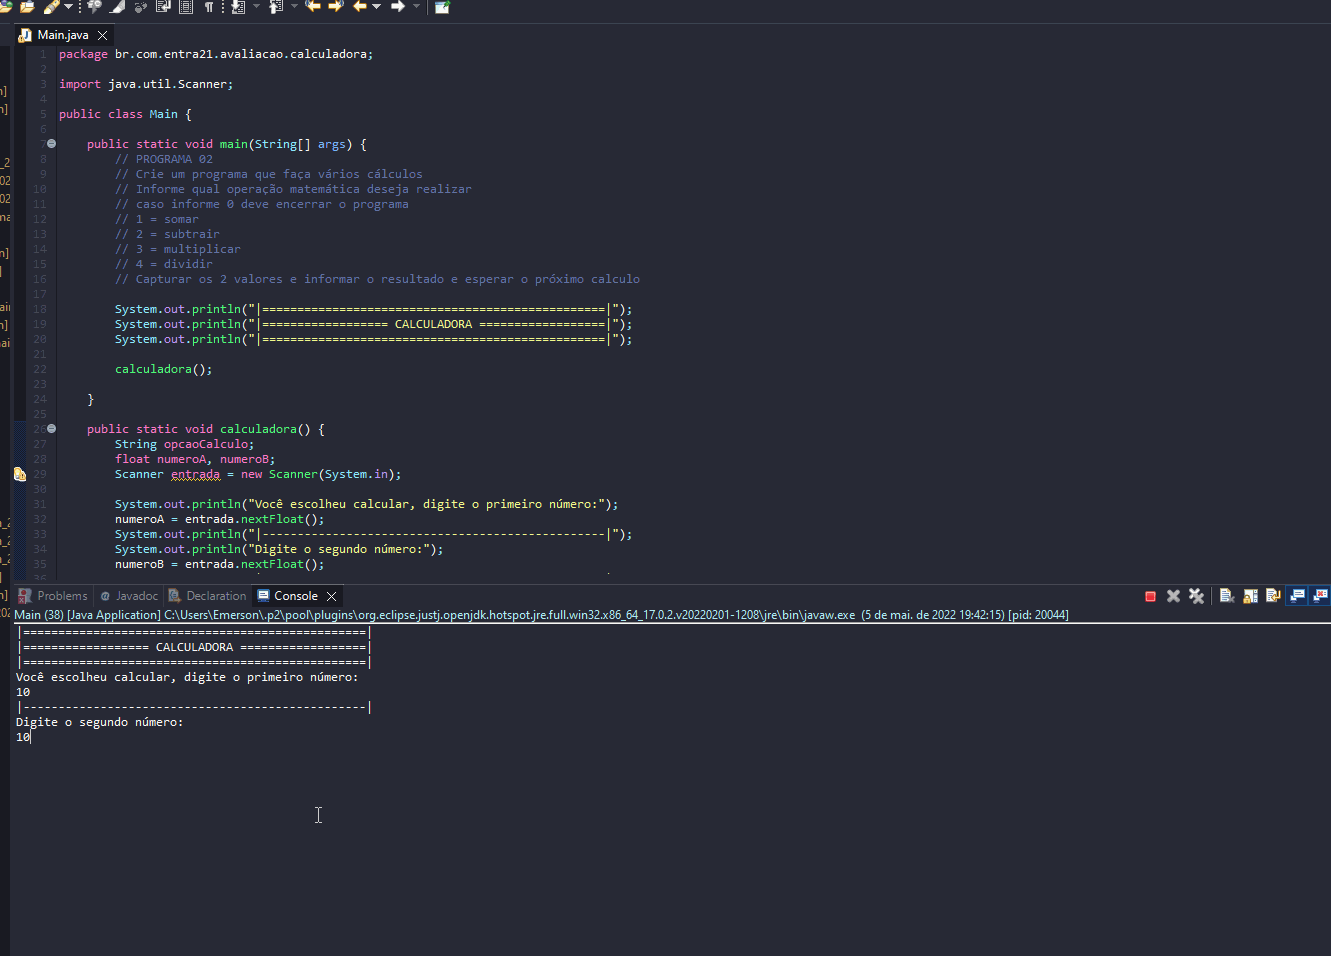 Main.java
1 package br.com.entra21.avaliacao.calculadora;
2
3 import java.util.Scanner;
4
5 public class Main {
6
7 public static void main(String[] args) {
8 // PROGRAMA 02
9 // Crie um programa que faça vários cálculos
10 // Informe qual operação matemática deseja realizar
11 // caso informe 0 deve encerrar o programa
12 // 1 = somar
13 // 2 = subtrair
14 // 3 = multiplicar
15 // 4 = dividir
16 // Capturar os 2 valores e informar o resultado e esperar o próximo calculo
17
18 System.out.println("|=================================================|");
19 System.out.println("|================== CALCULADORA ==================|");
20 System.out.println("|=================================================|");
21
22 calculadora();
23
24 }
25
26 public static void calculadora() {
27 String opcaoCalculo;
28 float numeroA, numeroB;
29 Scanner entrada = new Scanner(System.in);
30
31 System.out.println("Você escolheu calcular, digite o primeiro número:");
32 numeroA = entrada.nextFloat();
33 System.out.println("|-------------------------------------------------|");
34 System.out.println("Digite o segundo número:");
35 numeroB = entrada.nextFloat();
36
Problems @ Javadoc Declaration Console
Main (38) [Java Application] C:\Users\Emerson\.p2\pool\plugins\org.eclipse.justj.openjdk.hotspot.jre.full.win32.x86_64_17.0.2.v20220201-1208\jre\bin\javaw.exe (5 de mai. de 2022 19:42:15) [pid: 20044]
|=================================================|
|================== CALCULADORA ==================|
|=================================================|
Você escolheu calcular, digite o primeiro número:
10
|-------------------------------------------------|
Digite o segundo número:
10